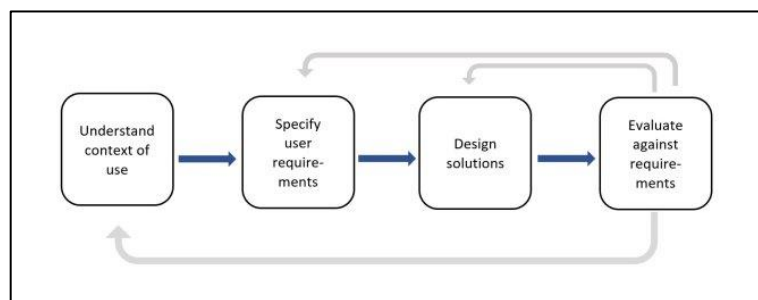 Understand
context of
use
Specify
user
require-
ments
Design
solutions
Evaluate
against
require-
ments